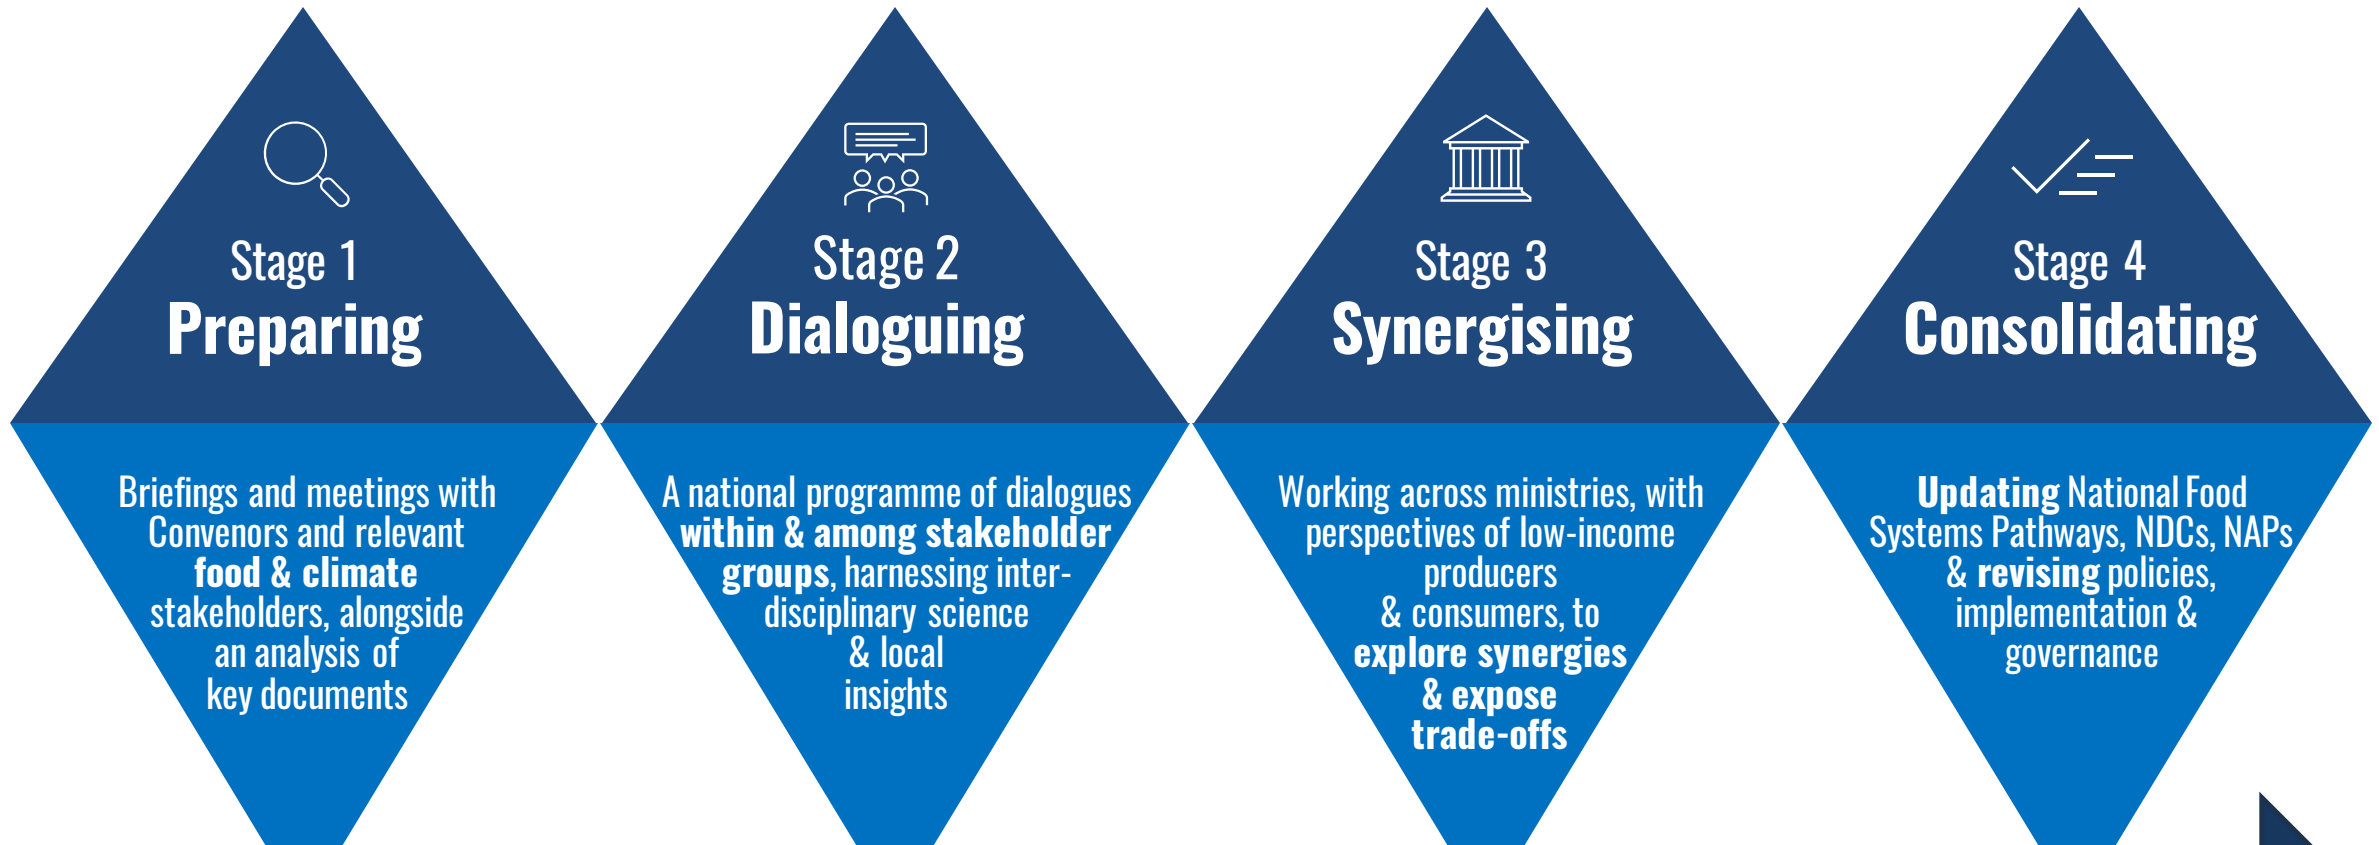 Stage 1
Preparing
Briefings and meetings with
Convenors and relevant
food & climate
stakeholders, alongside
an analysis of
key documents
Stage 2
Dialoguing
A national programme of dialogues
within & among stakeholder
groups, harnessing inter-
disciplinary science
& local
insights
Stage 3
Synergising
Working across ministries, with
perspectives of low-income
producers
& consumers, to
explore synergies
& expose
trade-offs
Stage 4
Consolidating
Updating National Food
Systems Pathways, NDCs, NAPs
& revising policies,
implementation &
governance